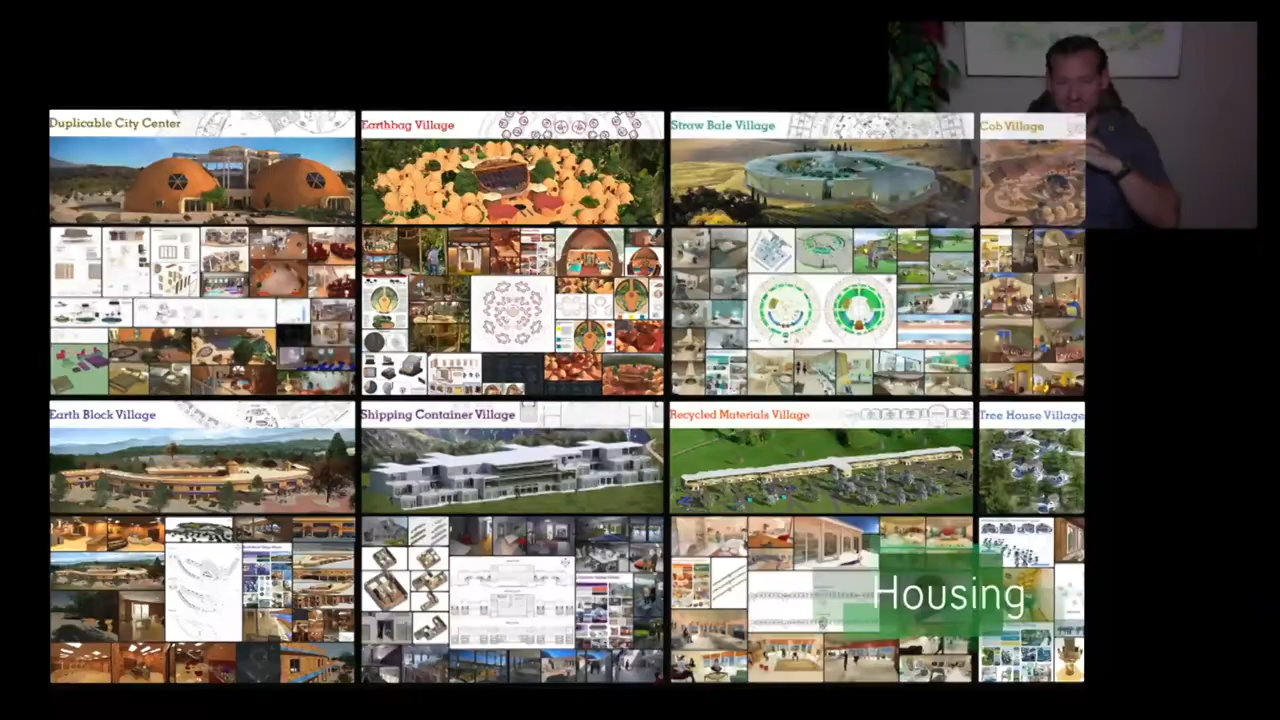 Duplicable City Center
Earthbag Village
Straw Bale Village
Cob Village
Earth Block Village
Shipping Container Village
Recycled Materials Village
Tree House Village
Housing